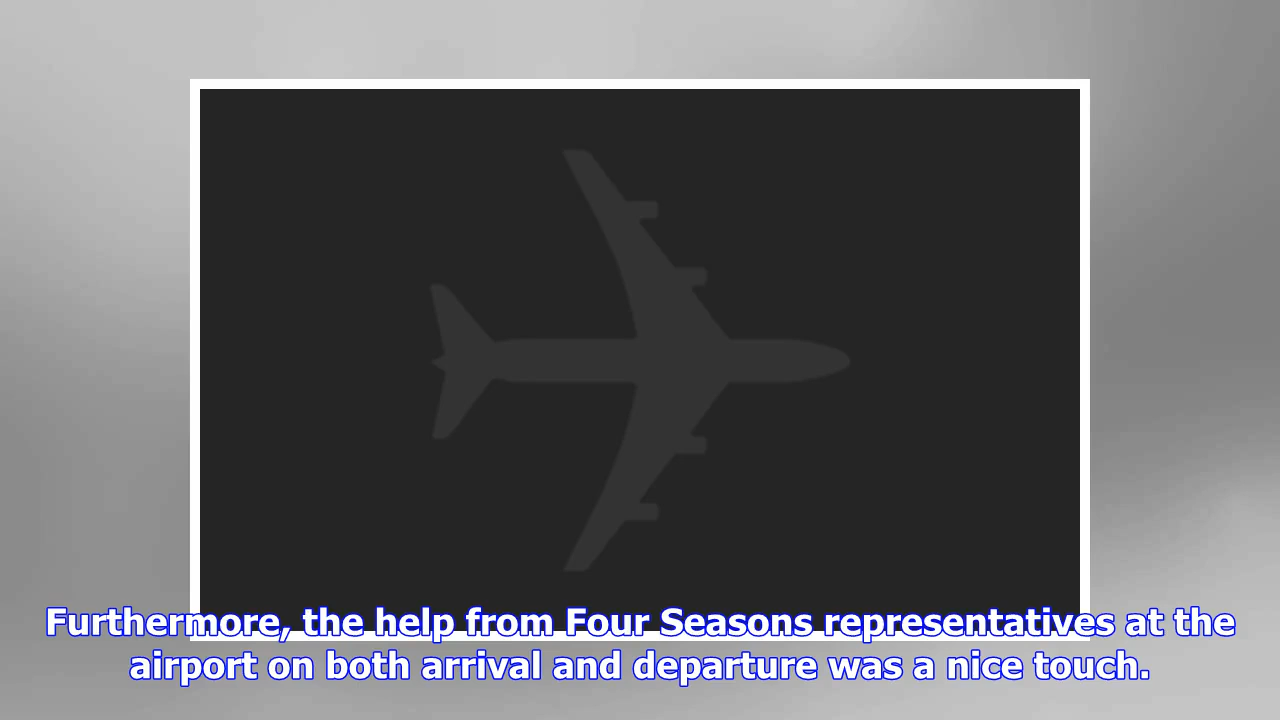 Furthermore, the help from Four Seasons representatives at the
airport on both arrival and departure was a nice touch.